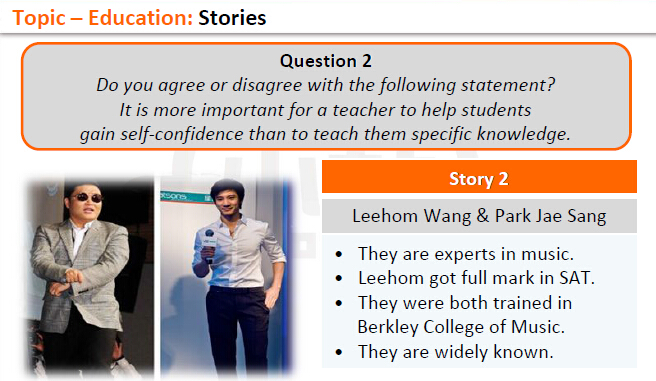 Topic – Education: Stories
Question 2
Do you agree or disagree with the following statement?
It is more important for a teacher to help students
gain self-confidence than to teach them specific knowledge.
Story 2
Leehom Wang & Park Jae Sang
• They are experts in music.
• Leehom got full mark in SAT.
• They were both trained in
Berkley College of Music.
• They are widely known.